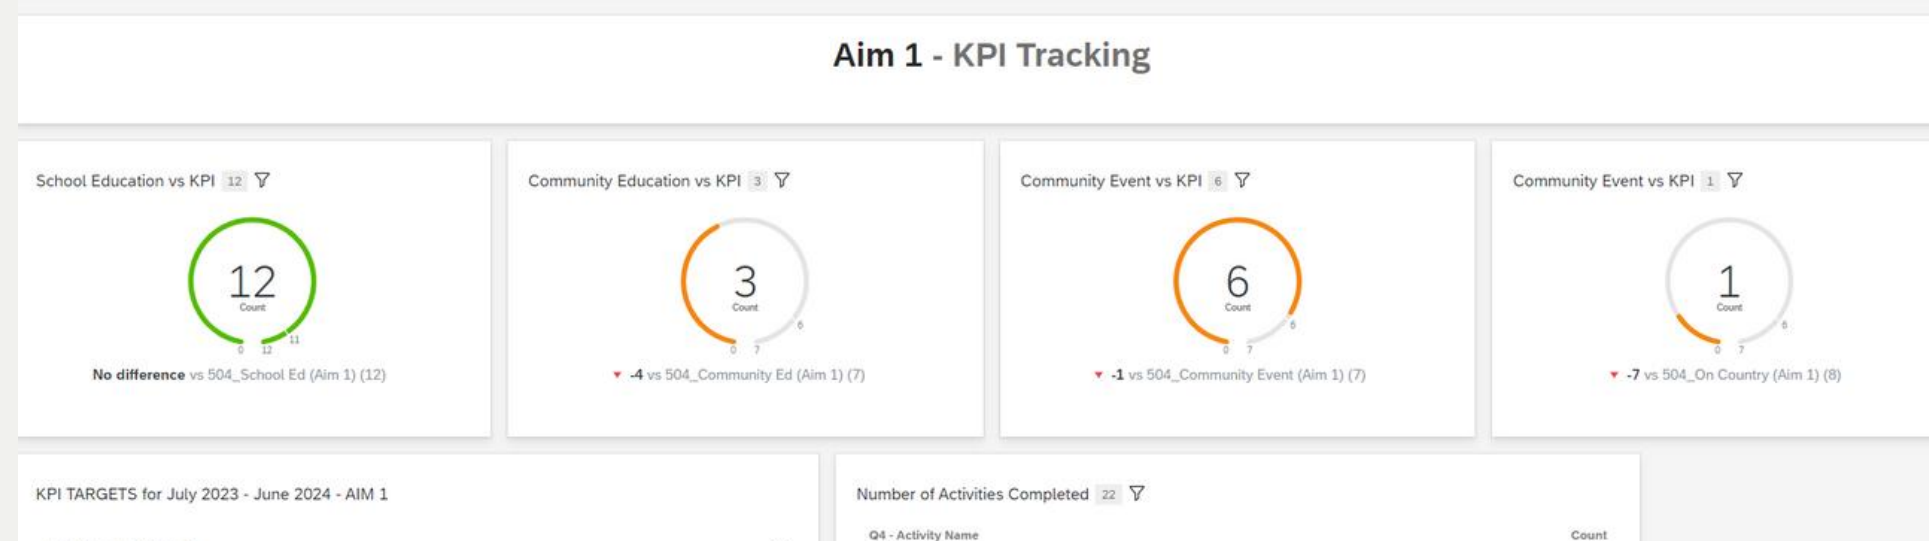 Aim 1 - KPI Tracking
School Education vs KPI 12
12
Count
0 12 11
No difference vs 504_School Ed (Aim 1) (12)
Community Education vs KPI 3
3
Count
0 7 6
-4 vs 504_Community Ed (Aim 1) (7)
Community Event vs KPI 6
6
Count
0 7 6
-1 vs 504_Community Event (Aim 1) (7)
Community Event vs KPI 1
1
Count
0 7 6
-7 vs 504_On Country (Aim 1) (8)
KPI TARGETS for July 2023 - June 2024 - AIM 1
Number of Activities Completed 22
Q4 - Activity Name Count